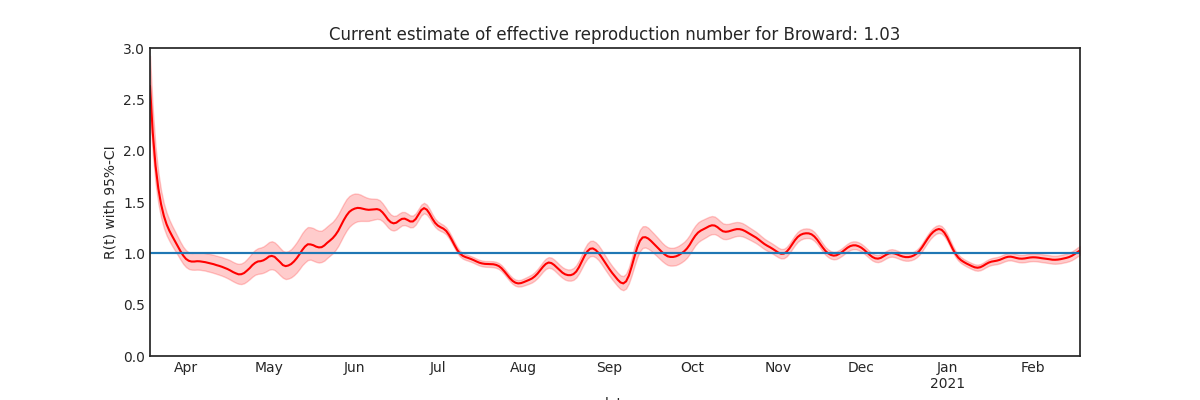 Current estimate of effective reproduction number for Broward: 1.03
R(t) with 95%-CI
3.0
2.5
2.0
1.5
1.0
0.5
0.0
Apr May Jun Jul Aug Sep Oct Nov Dec Jan Feb
2021